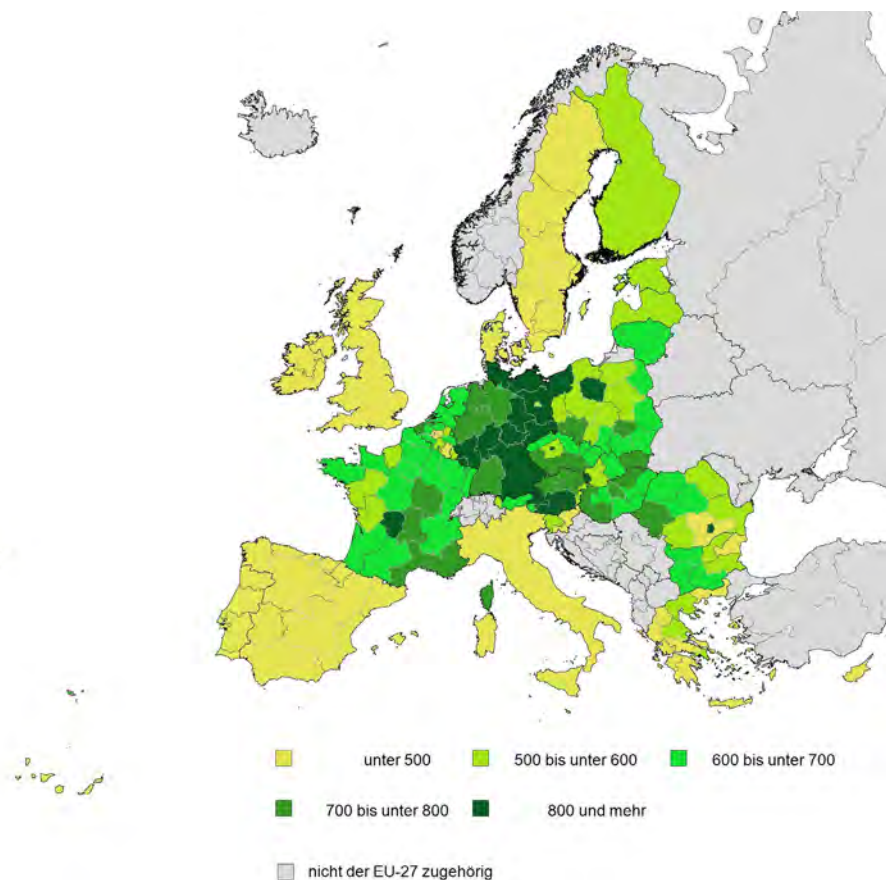 unter 500
500 bis unter 600
600 bis unter 700
700 bis unter 800
800 und mehr
nicht der EU-27 zugehörig